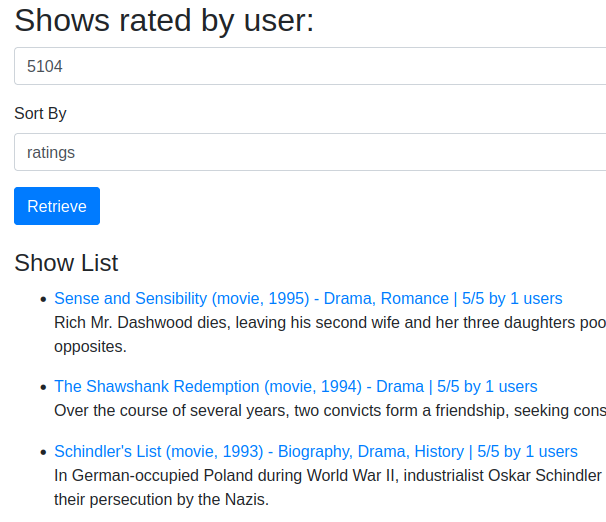 Shows rated by user:
5104
Sort By
ratings
Retrieve
Show List
Sense and Sensibility (movie, 1995) - Drama, Romance | 5/5 by 1 users
Rich Mr. Dashwood dies, leaving his second wife and her three daughters poo
opposites.
The Shawshank Redemption (movie, 1994) - Drama | 5/5 by 1 users
Over the course of several years, two convicts form a friendship, seeking cons
Schindler's List (movie, 1993) - Biography, Drama, History | 5/5 by 1 users
In German-occupied Poland during World War II, industrialist Oskar Schindler
their persecution by the Nazis.